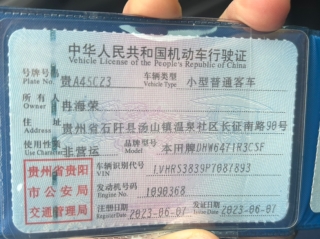 中华人民共和国机动车行驶证
Vehicle License of the People's Republic of China
号牌号码 贵A45C23 车辆类型 小型普通客车
Plate No. Vehicle Type
所有人 冉海荣
Owner
住址 贵州省石阡县汤山镇温泉社区长征南路90号
Address
使用性质 非营运 品牌型号 本田牌DHW6471R3CSF
Use Character Model
贵州省贵阳市公安局交通管理局
车辆识别代号 LVHRS3839P7087893
VIN
发动机号码 1090368
Engine No.
注册日期 2023-06-07 发证日期 2023-06-07
Register Date Issue Date